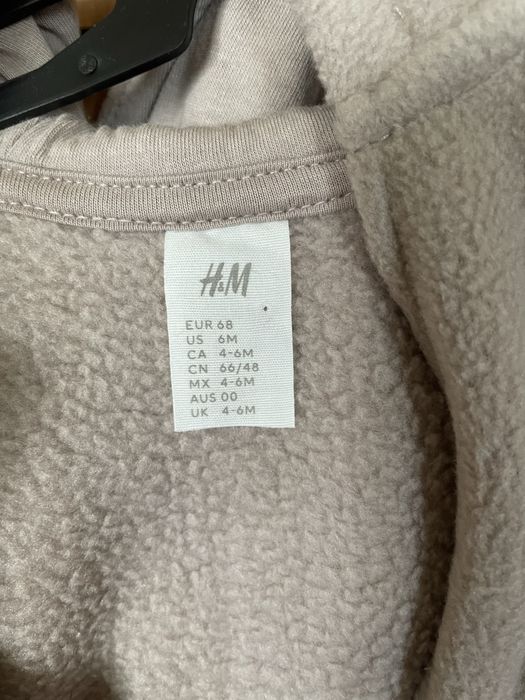 H&M
EUR 68
US 6M
CA 4-6M
CN 66/48
MX 4-6M
AUS 00
UK 4-6M